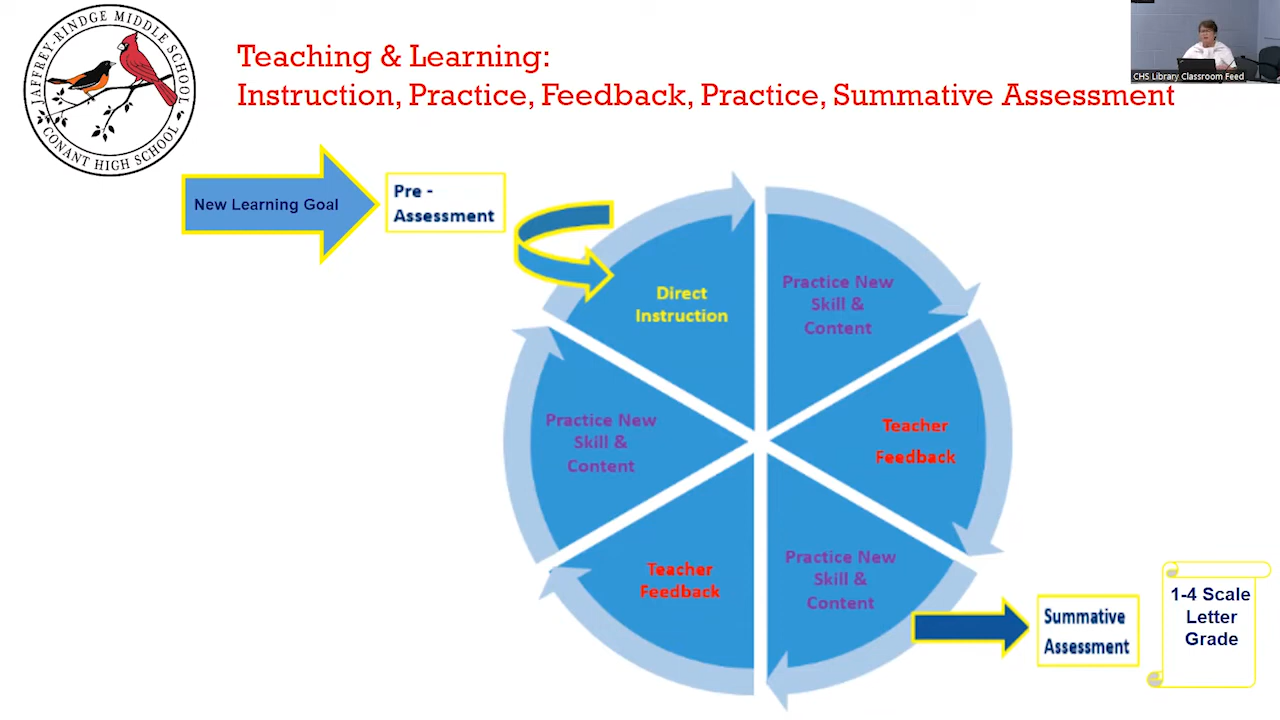 JAFFREY-RINDGE MIDDLE SCHOOL
CONANT HIGH SCHOOL
Teaching & Learning:
Instruction, Practice, Feedback, Practice, Summative Assessment
CHS Library Classroom Feed
New Learning Goal
Pre -
Assessment
Direct
Instruction
Practice New
Skill &
Content
Teacher
Feedback
Practice New
Skill &
Content
Teacher
Feedback
Practice New
Skill &
Content
Summative
Assessment
1-4 Scale
Letter
Grade